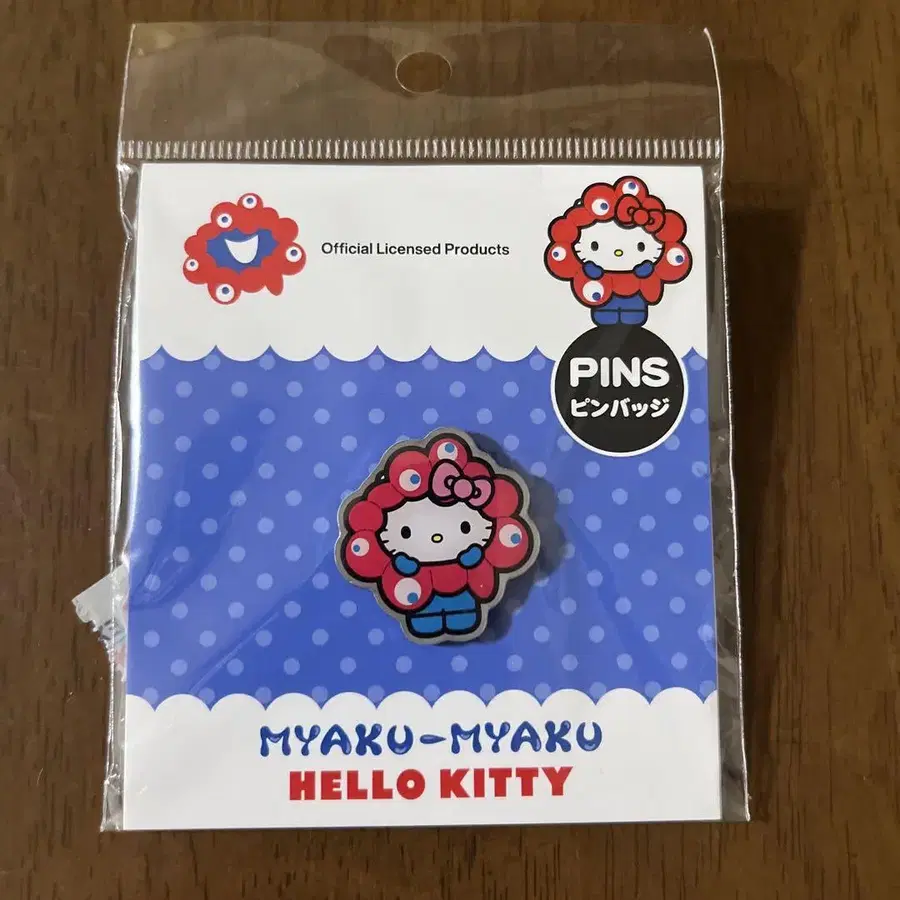 Official Licensed Products
PINS
ピンバッジ
MYAKU-MYAKU
HELLO KITTY